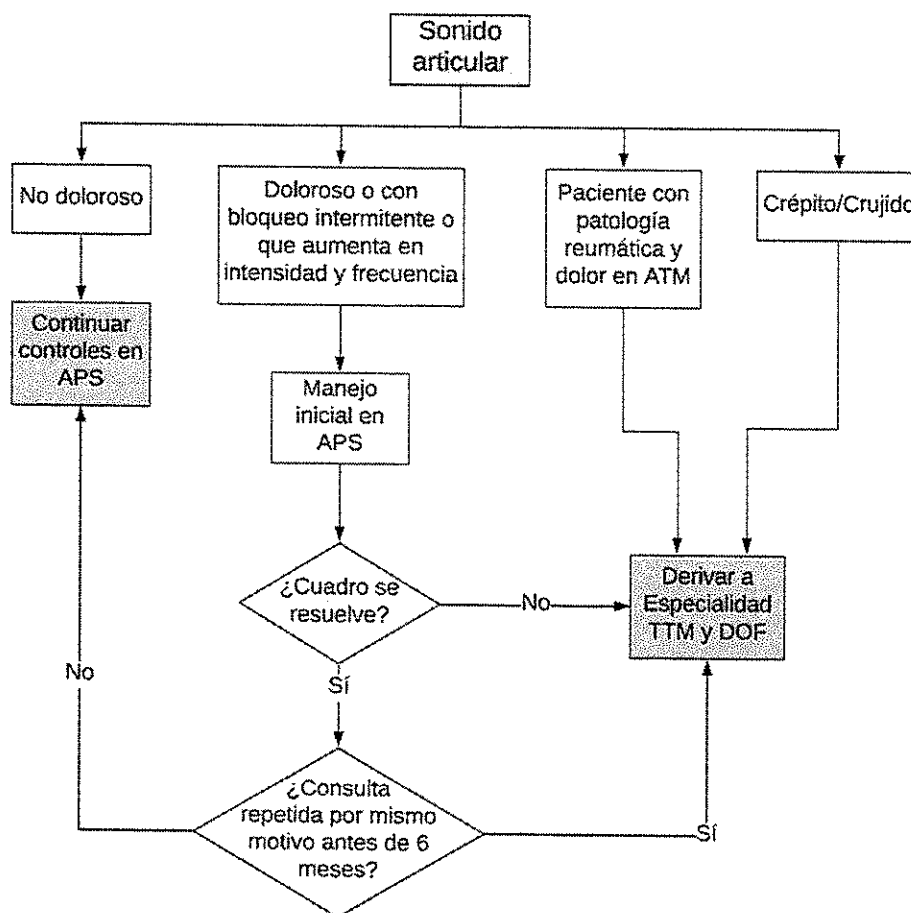 Sonido
articular
No doloroso
Doloroso o con
bloqueo intermitente o
que aumenta en
intensidad y frecuencia
Paciente con
patología
reumática y
dolor en ATM
Crépito/Crujido
Continuar
controles en
APS
Manejo
inicial en
APS
¿Cuadro se
resuelve?
No
Derivar a
Especialidad
TTM y DOF
No
Sí
¿Consulta
repetida por mismo
motivo antes de 6
meses?
Sí